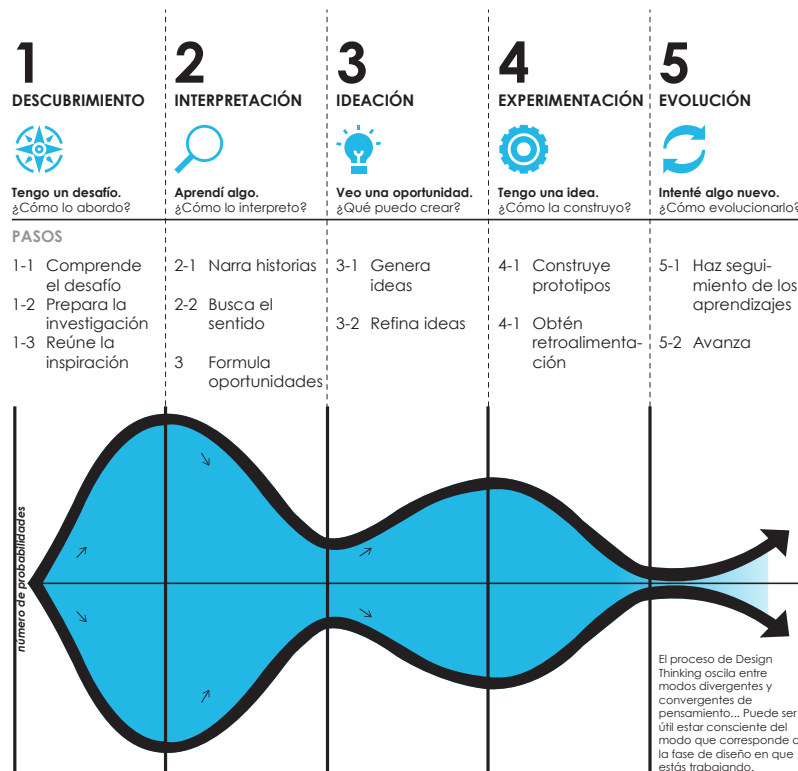 1
DESCUBRIMIENTO
Tengo un desafío.
¿Cómo lo abordo?
2
INTERPRETACIÓN
Aprendí algo.
¿Cómo lo interpreto?
3
IDEACIÓN
Veo una oportunidad.
¿Qué puedo crear?
4
EXPERIMENTACIÓN
Tengo una idea.
¿Cómo la construyo?
5
EVOLUCIÓN
Intenté algo nuevo.
¿Cómo evolucionarlo?
PASOS
1-1 Comprende
el desafío
1-2 Prepara la
investigación
1-3 Reúne la
inspiración
2-1 Narra historias
2-2 Busca el
sentido
3 Formula
oportunidades
3-1 Genera
ideas
3-2 Refina ideas
4-1 Construye
prototipos
4-1 Obtén
retroalimenta-
ción
5-1 Haz segui-
miento de los
aprendizajes
5-2 Avanza
número de probabilidades
El proceso de Design
Thinking oscila entre
modos divergentes y
convergentes de
pensamiento... Puede ser
útil estar consciente del
modo que corresponde a
la fase de diseño en que
estás trabajando.